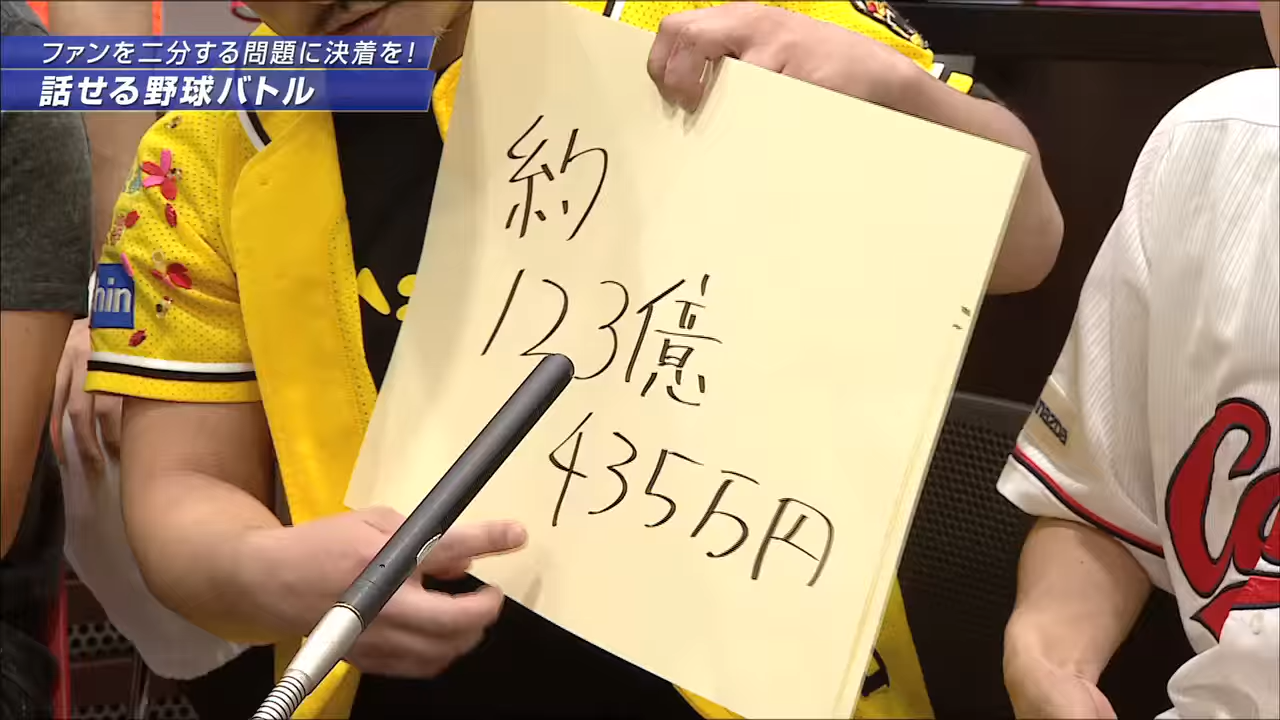 ファンを二分する問題に決着を!
話せる野球バトル
約
123億
435万円
hin
mazda
Ca